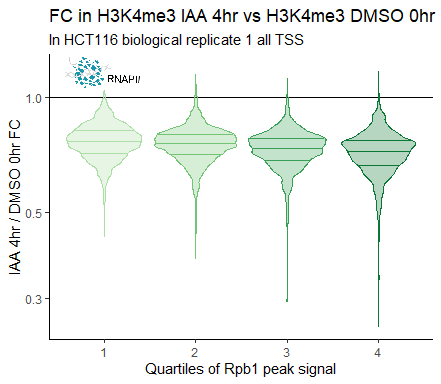 FC in H3K4me3 IAA 4hr vs H3K4me3 DMSO 0hr
In HCT116 biological replicate 1 all TSS
RNAPII
1.0
0.5
0.3
IAA 4hr / DMSO 0hr FC
1 2 3 4
Quartiles of Rpb1 peak signal